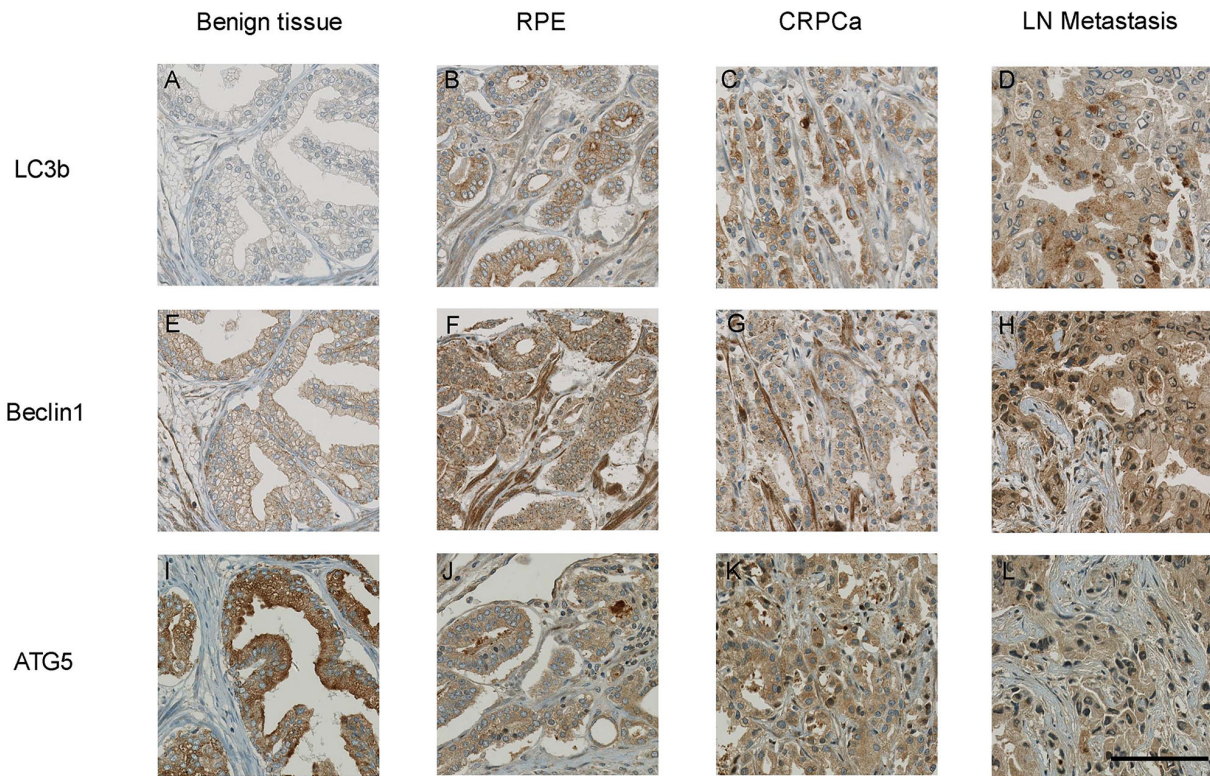 Benign tissue RPE CRPCa LN Metastasis
A B C D
LC3b
E F G H
Beclin1
I J K L
ATG5